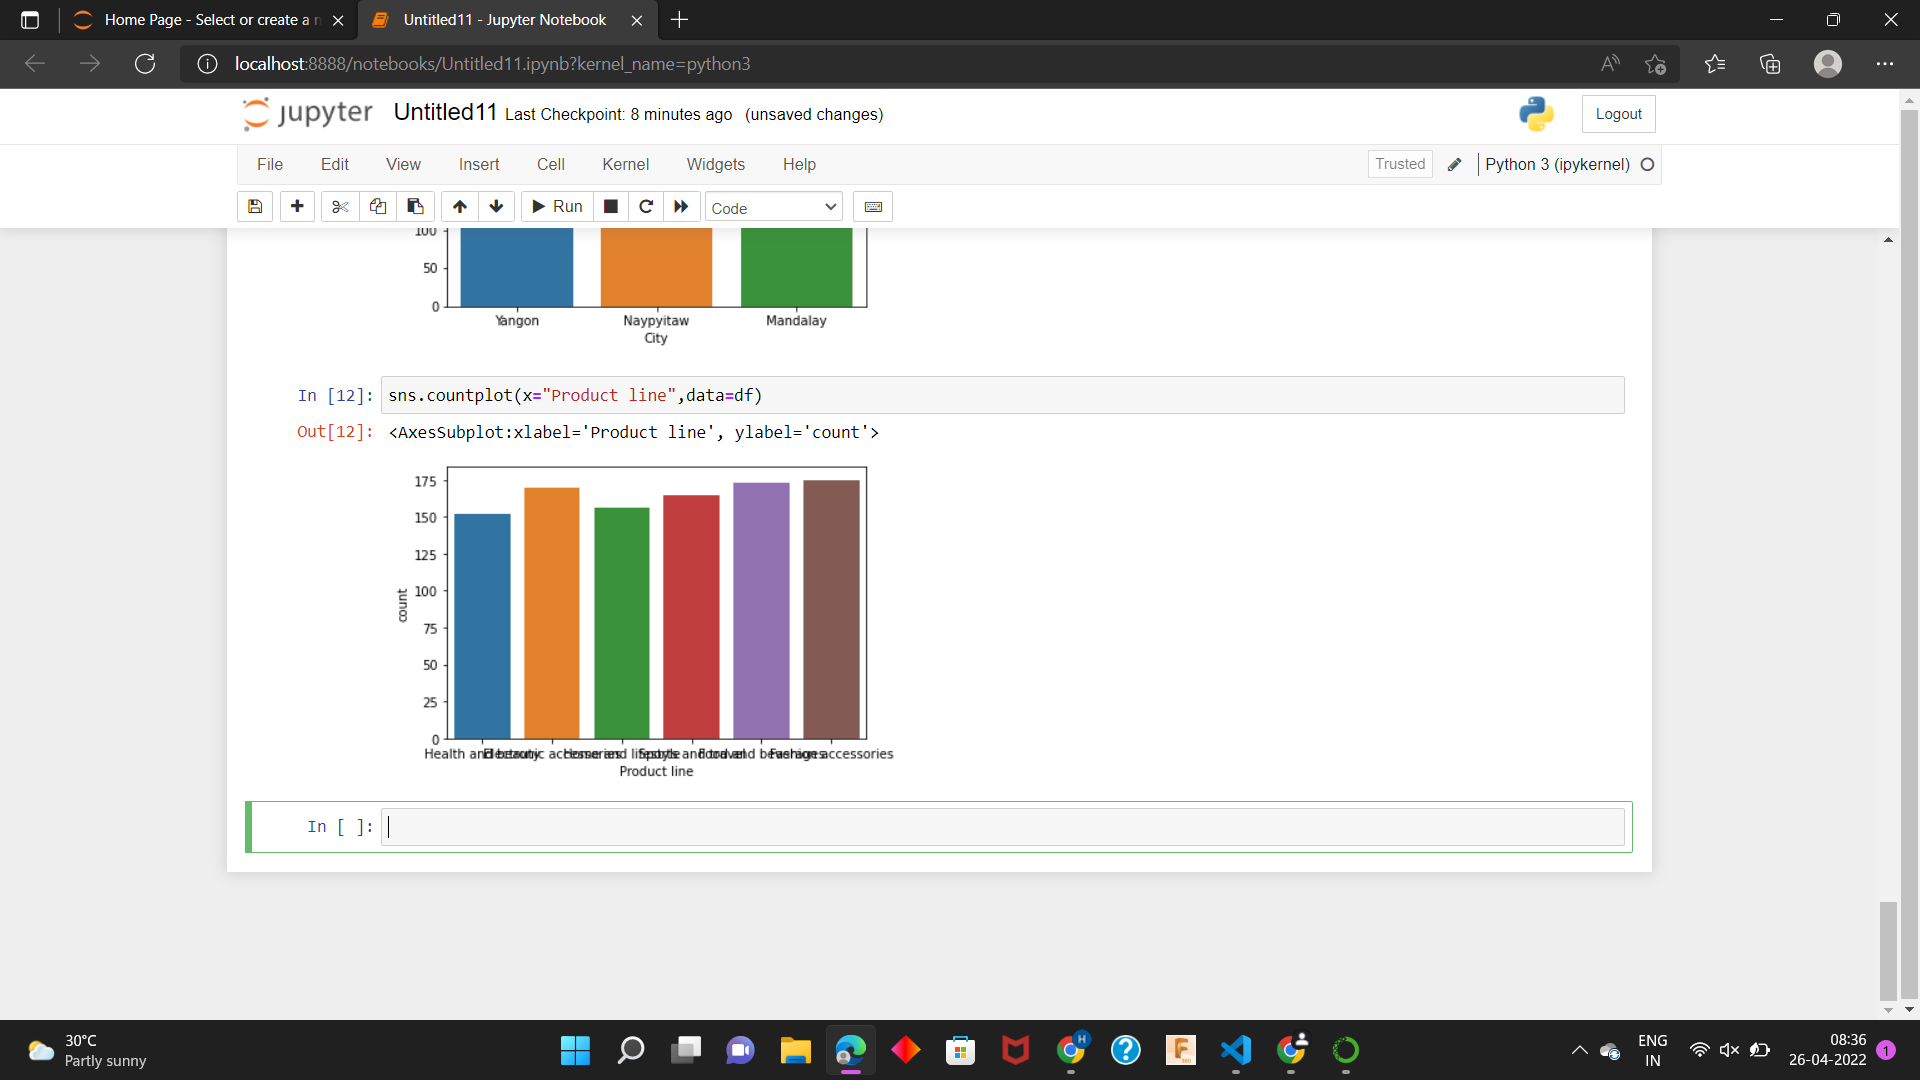 Home Page - Select or create a n
Untitled11 - Jupyter Notebook
localhost:8888/notebooks/Untitled11.ipynb?kernel_name=python3
jupyter Untitled11 Last Checkpoint: 8 minutes ago (unsaved changes)
Logout
File Edit View Insert Cell Kernel Widgets Help
Trusted
Python 3 (ipykernel)
Run
Code
100
50
0
Yangon Naypyitaw Mandalay
City
In [12]: sns.countplot(x="Product line",data=df)
Out[12]: <AxesSubplot:xlabel='Product line', ylabel='count'>
175
150
125
100
75
50
25
0
count
Health and beauty Electronic accessories Home and lifestyle Sports and travel Food and beverages Fashion accessories
Product line
In [ ]:
30°C
Partly sunny
H
F
ENG
IN
08:36
26-04-2022
1